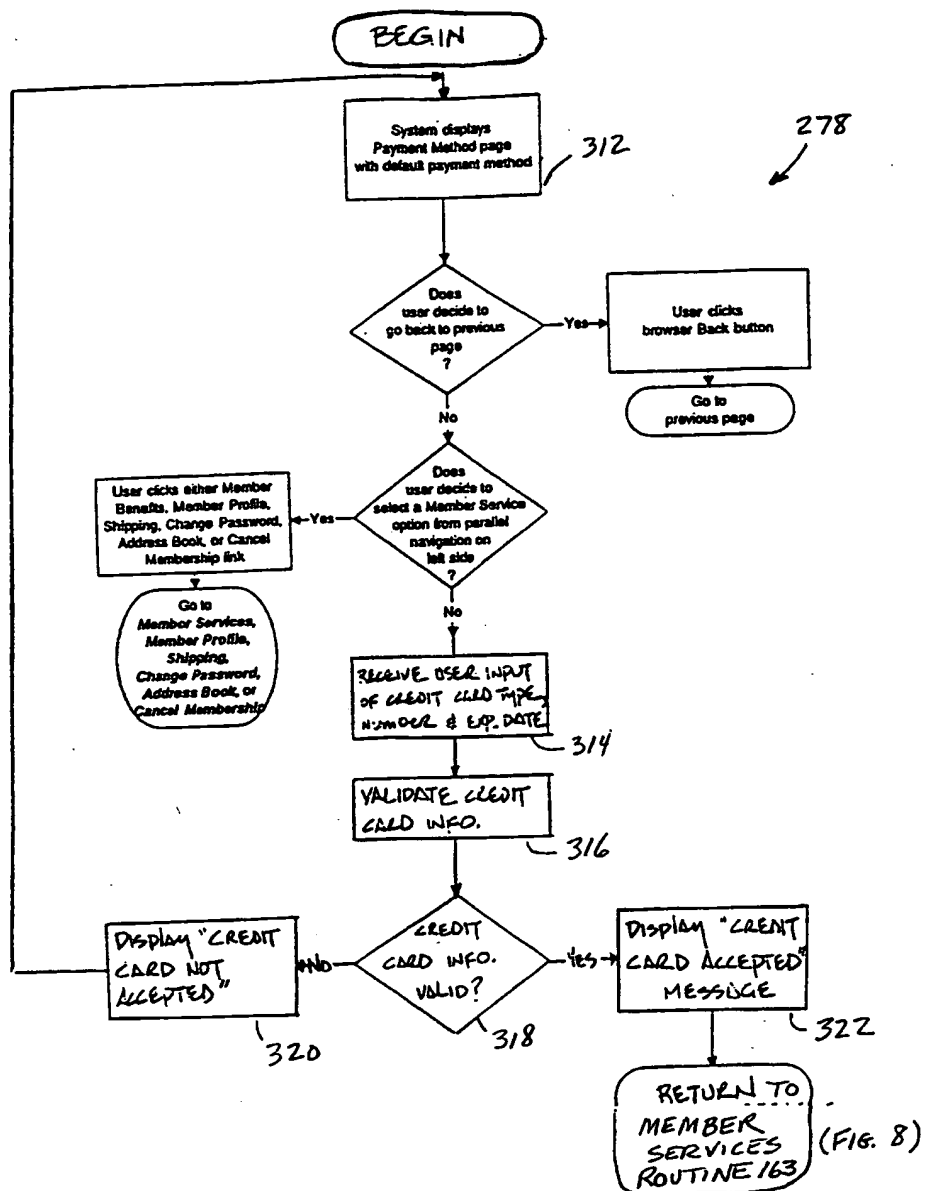 BEGIN
System displays
Payment Method page
with default payment method
312
278
Does
user decide to
go back to previous
page
?
Yes
User clicks
browser Back button
Go to
previous page
No
Does
user decide to
select a Member Service
option from parallel
navigation on
left side
?
Yes
User clicks either Member
Benefits, Member Profile,
Shipping, Change Password,
Address Book, or Cancel
Membership link
Go to
Member Services,
Member Profile,
Shipping,
Change Password,
Address Book, or
Cancel Membership
No
RECEIVE USER INPUT
OF CREDIT CARD TYPE,
NUMBER & EXP. DATE
314
VALIDATE CREDIT
CARD INFO.
316
CREDIT
CARD INFO.
VALID?
318
NO
DISPLAY "CREDIT
CARD NOT
ACCEPTED"
320
YES
DISPLAY "CREDIT
CARD ACCEPTED"
MESSAGE
322
RETURN TO
MEMBER
SERVICES
ROUTINE 163
(FIG. 8)